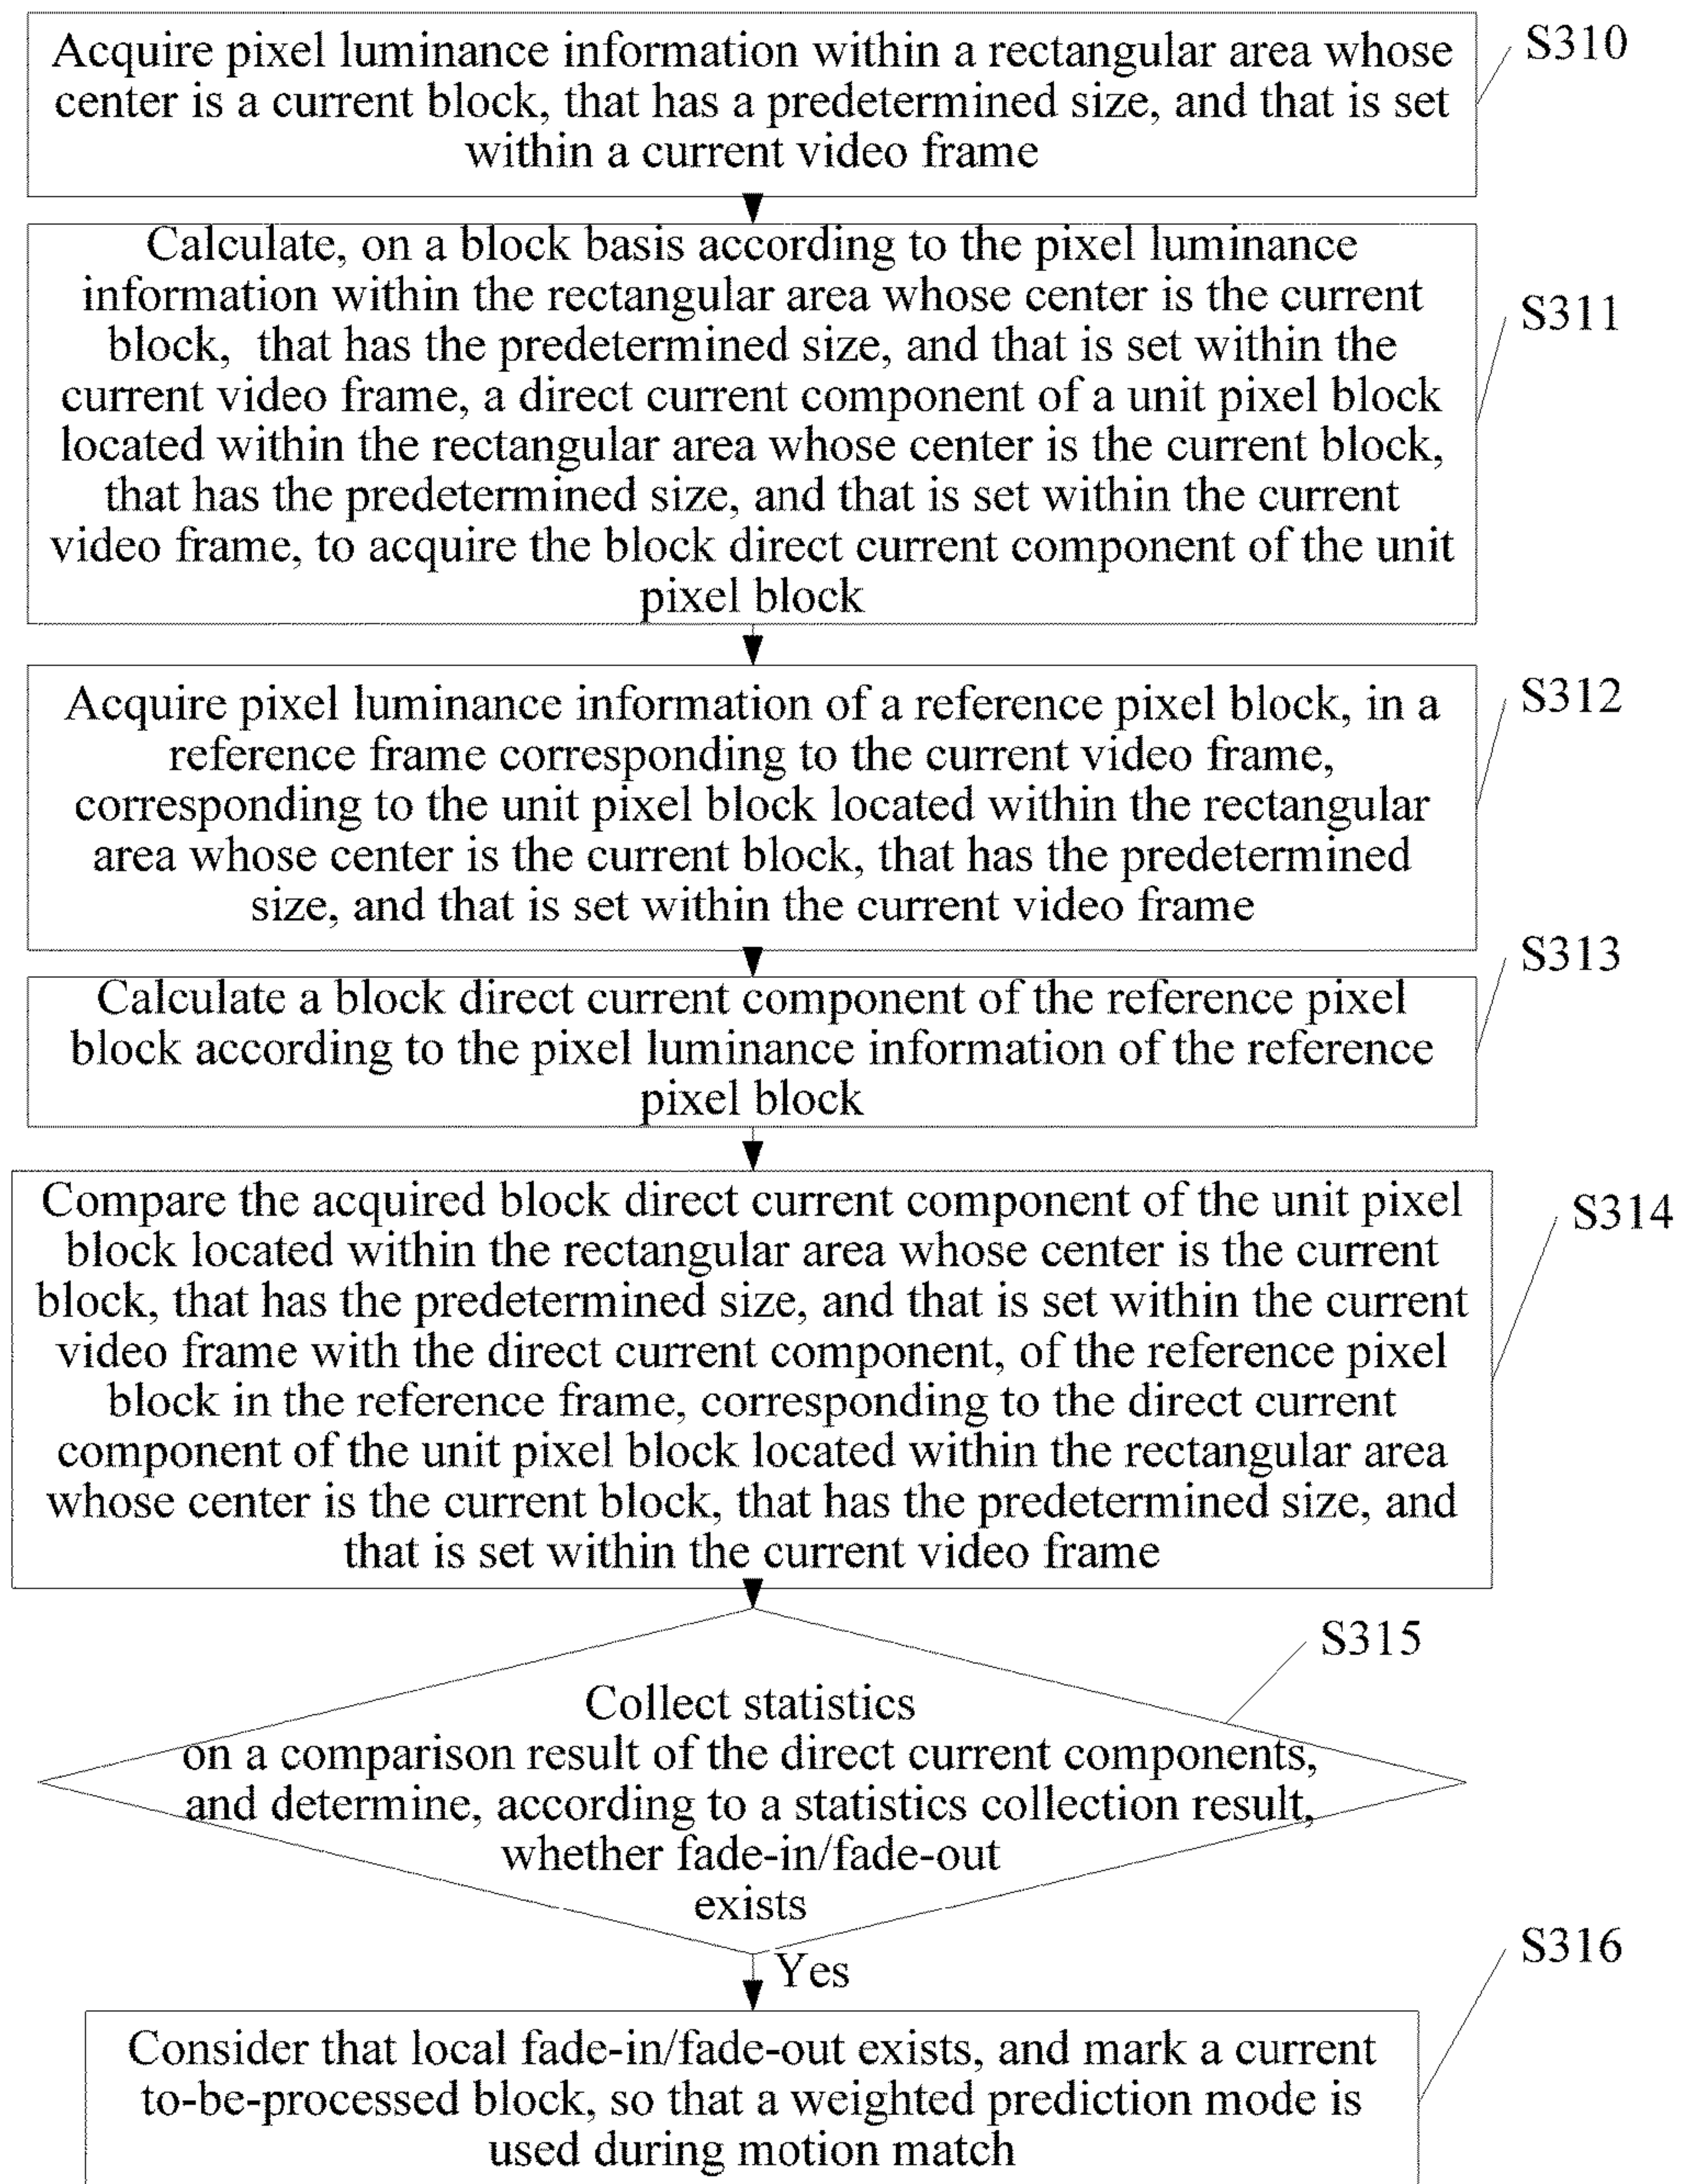 Acquire pixel luminance information within a rectangular area whose
center is a current block, that has a predetermined size, and that is set
within a current video frame
S310
Calculate, on a block basis according to the pixel luminance
information within the rectangular area whose center is the current
block, that has the predetermined size, and that is set within the
current video frame, a direct current component of a unit pixel block
located within the rectangular area whose center is the current block,
that has the predetermined size, and that is set within the current
video frame, to acquire the block direct current component of the unit
pixel block
S311
Acquire pixel luminance information of a reference pixel block, in a
reference frame corresponding to the current video frame,
corresponding to the unit pixel block located within the rectangular
area whose center is the current block, that has the predetermined
size, and that is set within the current video frame
S312
Calculate a block direct current component of the reference pixel
block according to the pixel luminance information of the reference
pixel block
S313
Compare the acquired block direct current component of the unit pixel
block located within the rectangular area whose center is the current
block, that has the predetermined size, and that is set within the current
video frame with the direct current component, of the reference pixel
block in the reference frame, corresponding to the direct current
component of the unit pixel block located within the rectangular area
whose center is the current block, that has the predetermined size, and
that is set within the current video frame
S314
Collect statistics
on a comparison result of the direct current components,
and determine, according to a statistics collection result,
whether fade-in/fade-out
exists
S315
Yes
Consider that local fade-in/fade-out exists, and mark a current
to-be-processed block, so that a weighted prediction mode is
used during motion match
S316